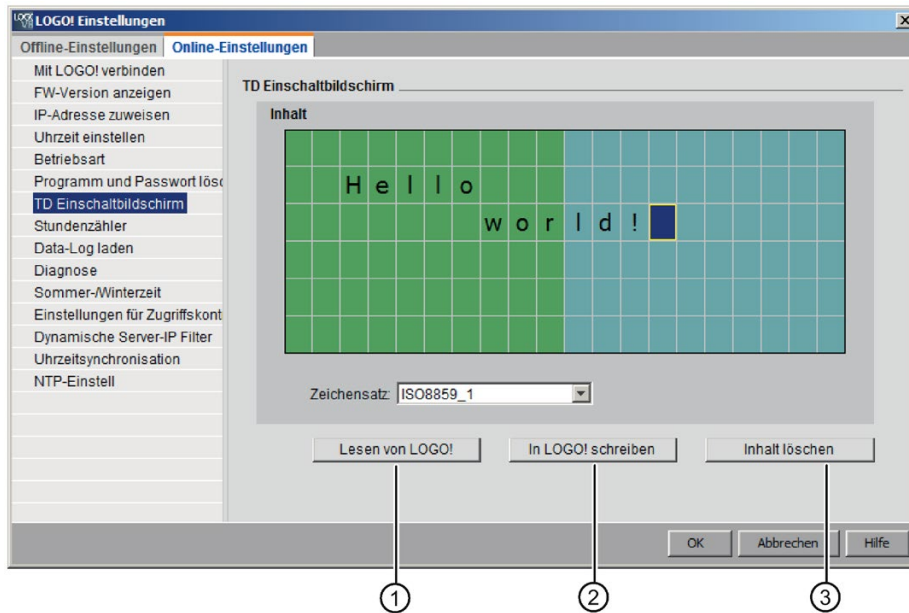 LOGO! Einstellungen
Offline-Einstellungen Online-Einstellungen
Mit LOGO! verbinden
FW-Version anzeigen
IP-Adresse zuweisen
Uhrzeit einstellen
Betriebsart
Programm und Passwort lösc
TD Einschaltbildschirm
Stundenzähler
Data-Log laden
Diagnose
Sommer-/Winterzeit
Einstellungen für Zugriffskont
Dynamische Server-IP Filter
Uhrzeitsynchronisation
NTP-Einstell
TD Einschaltbildschirm
Inhalt
Hello
world!
Zeichensatz: ISO8859_1
Lesen von LOGO! In LOGO! schreiben Inhalt löschen
OK Abbrechen Hilfe
1 2 3